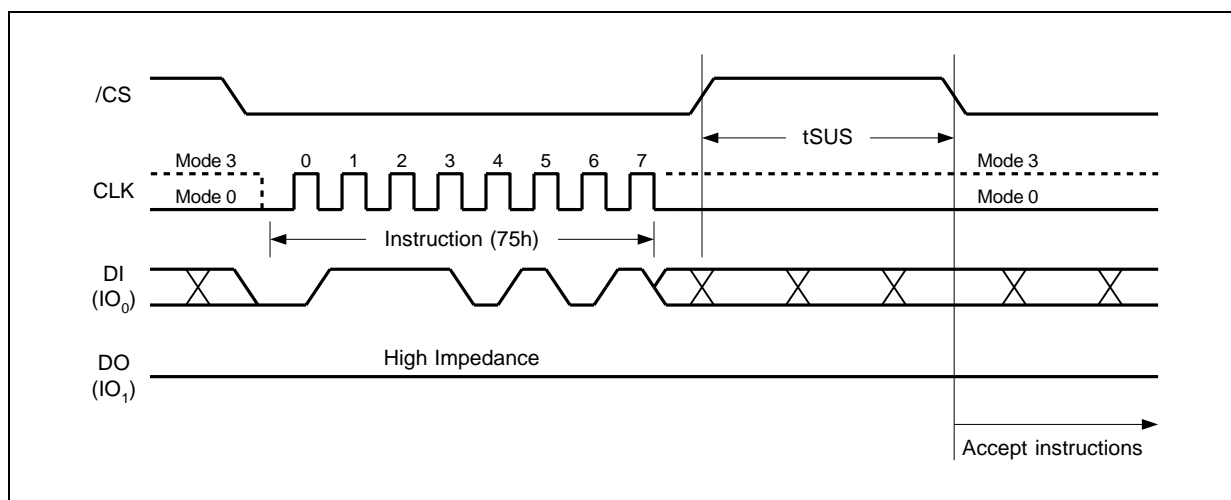 /CS
tSUS
Mode 3 0 1 2 3 4 5 6 7 Mode 3
CLK
Mode 0 Mode 0
Instruction (75h)
DI
(IO0)
High Impedance
DO
(IO1)
Accept instructions